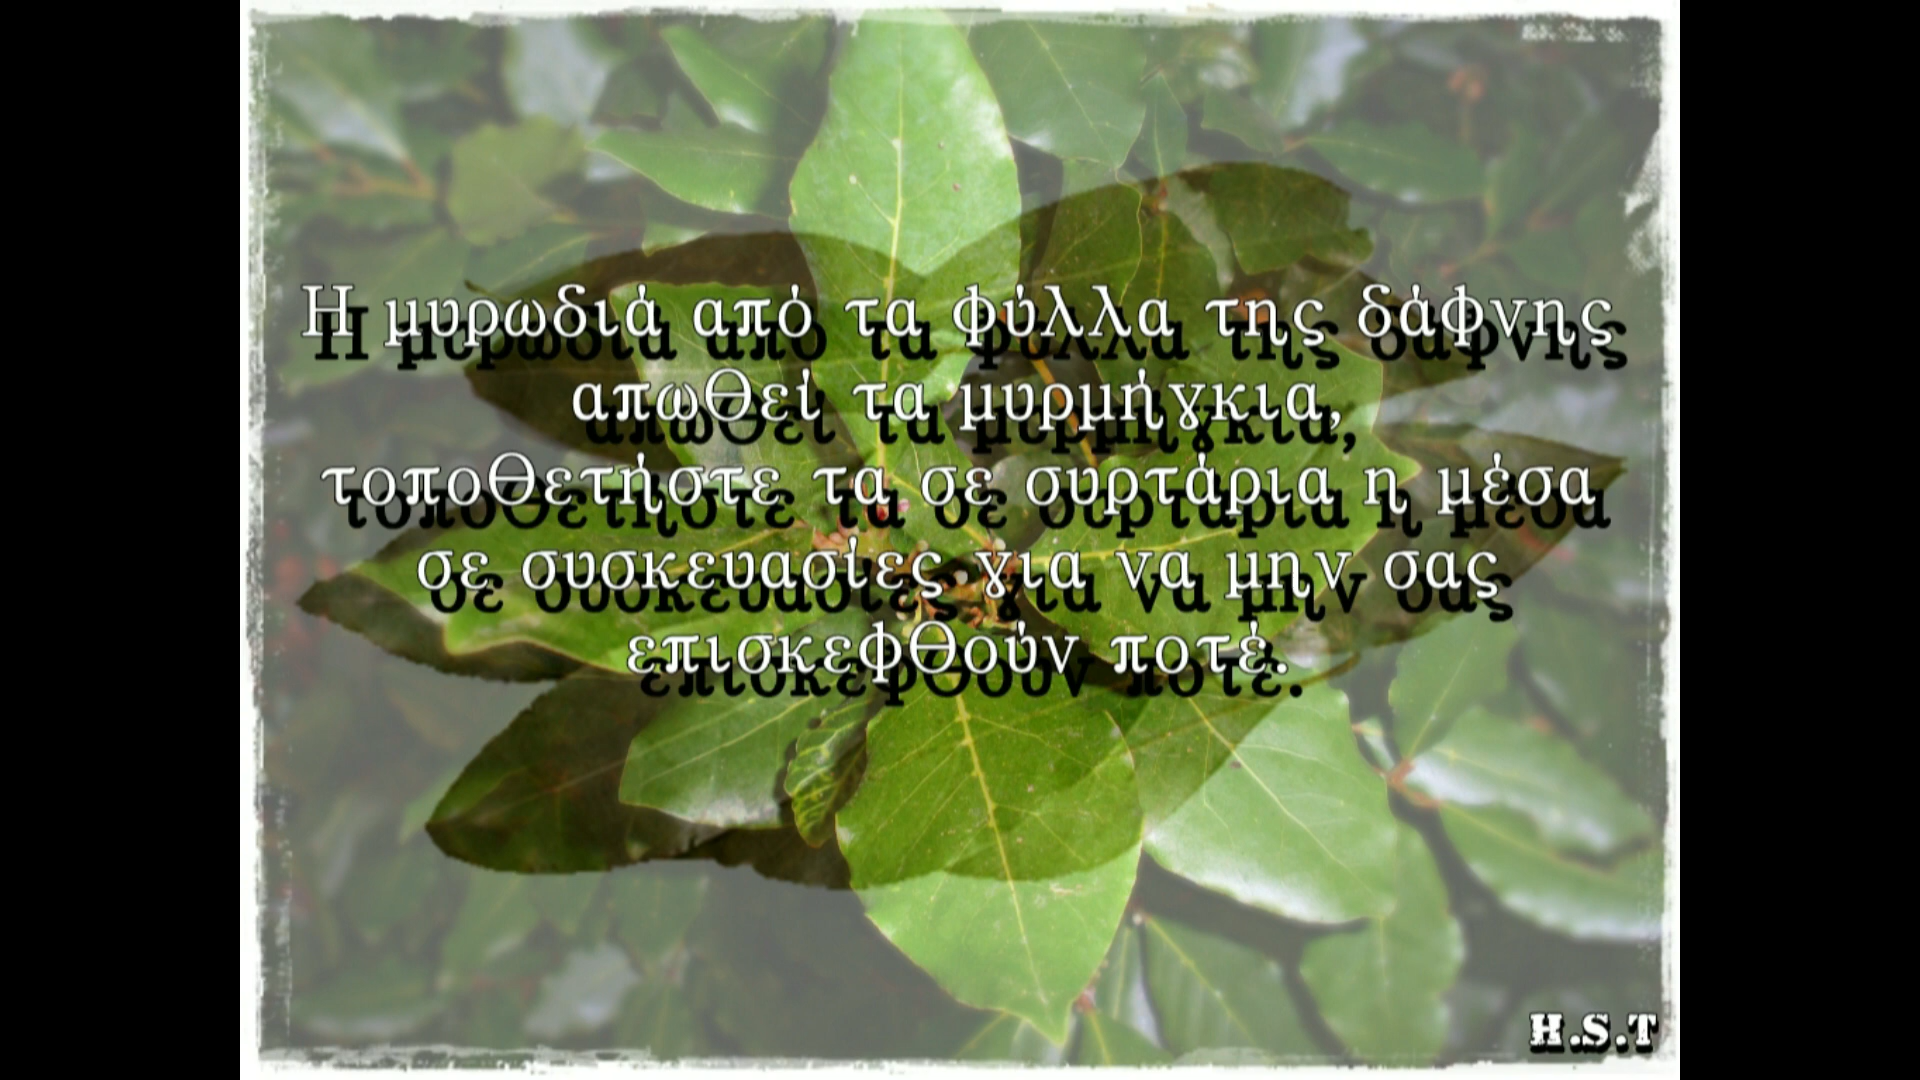 Η μυρωδιά από τα φύλλα της δάφνης
απωθεί τα μυρμήγκια,
τοποθετήστε τα σε συρτάρια η μέσα
σε συσκευασίες για να μην σας
επισκεφθούν ποτέ.
H.S.T